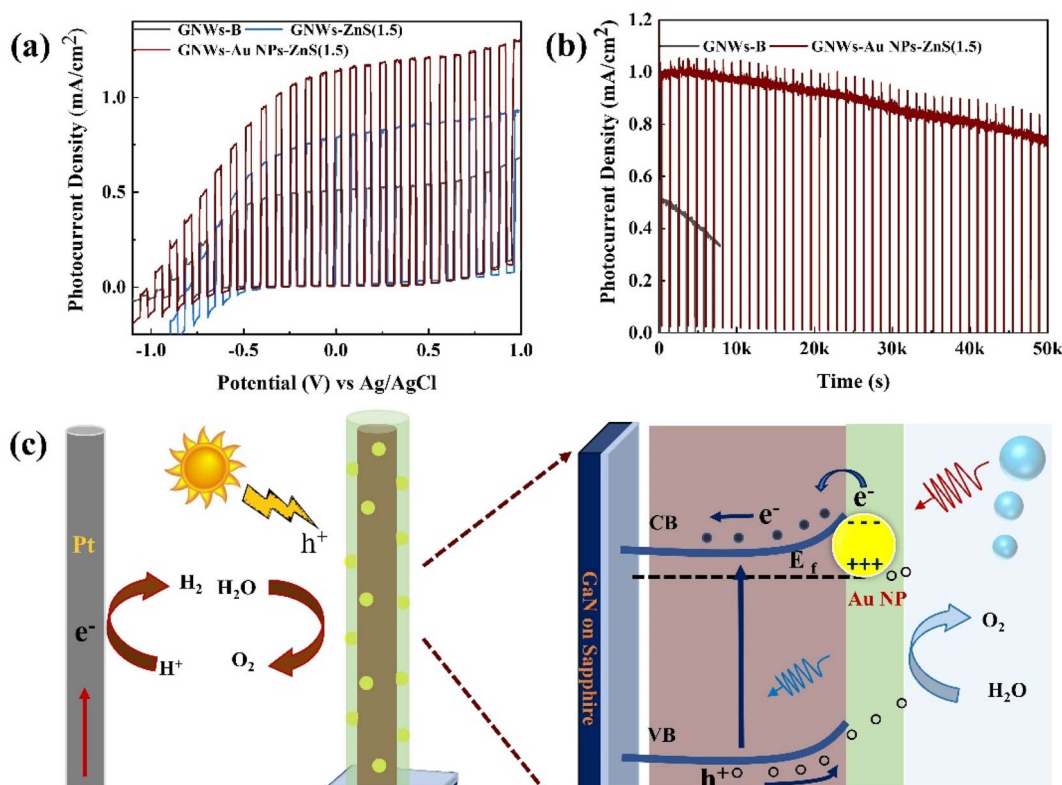 (a)
GNWs-B GNWs-ZnS(1.5)
GNWs-Au NPs-ZnS(1.5)
Photocurrent Density (mA/cm²)
1.0
0.5
0.0
-1.0 -0.5 0.0 0.5 1.0
Potential (V) vs Ag/AgCl
(b)
GNWs-B GNWs-Au NPs-ZnS(1.5)
Photocurrent Density (mA/cm²)
1.2
1.0
0.8
0.6
0.4
0.2
0.0
0 10k 20k 30k 40k 50k
Time (s)
(c)
Pt
e⁻
H₂
H⁺
H₂O
O₂
h⁺
GaN on Sapphire
CB
e⁻
e⁻
- - -
+++
E f
Au NP
VB
h⁺
O₂
H₂O